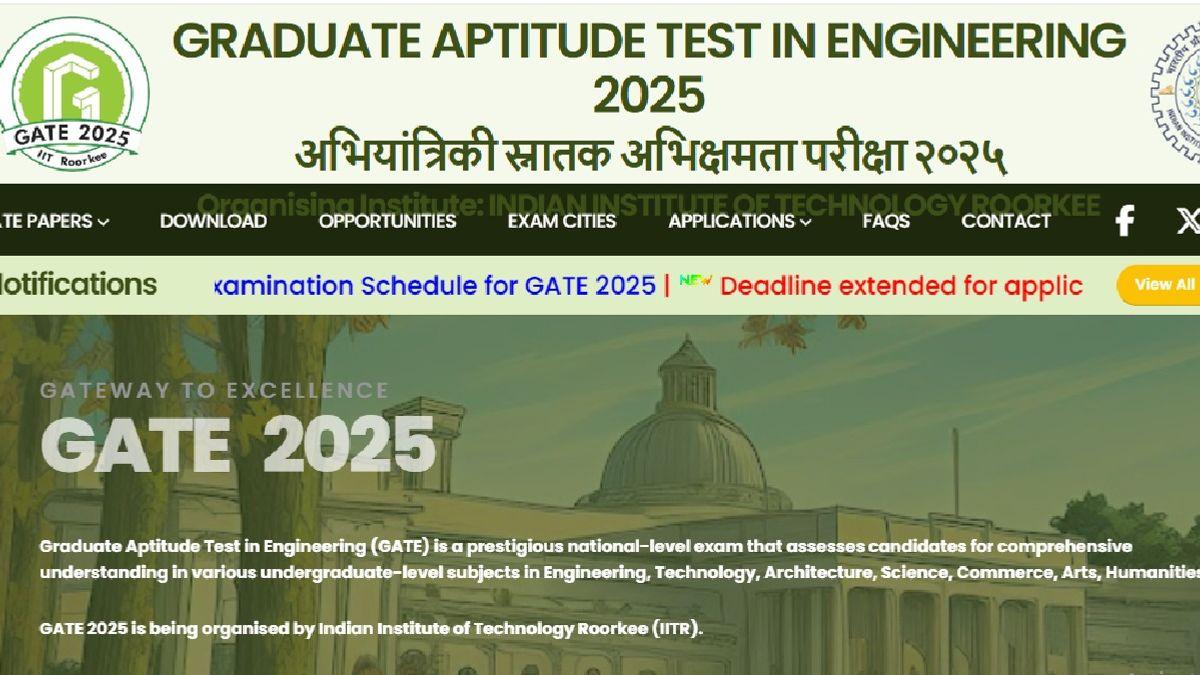 GRADUATE APTITUDE TEST IN ENGINEERING
2025
अभियांत्रिकी स्नातक अभिक्षमता परीक्षा २०२५
GATE 2025
IIT Roorkee
Organising Institute: INDIAN INSTITUTE OF TECHNOLOGY ROORKEE
TE PAPERS DOWNLOAD OPPORTUNITIES EXAM CITIES APPLICATIONS FAQS CONTACT
otifications xamination Schedule for GATE 2025 | NEW Deadline extended for applic View All
GATEWAY TO EXCELLENCE
GATE 2025
Graduate Aptitude Test in Engineering (GATE) is a prestigious national-level exam that assesses candidates for comprehensive
understanding in various undergraduate-level subjects in Engineering, Technology, Architecture, Science, Commerce, Arts, Humanities
GATE 2025 is being organised by Indian Institute of Technology Roorkee (IITR).